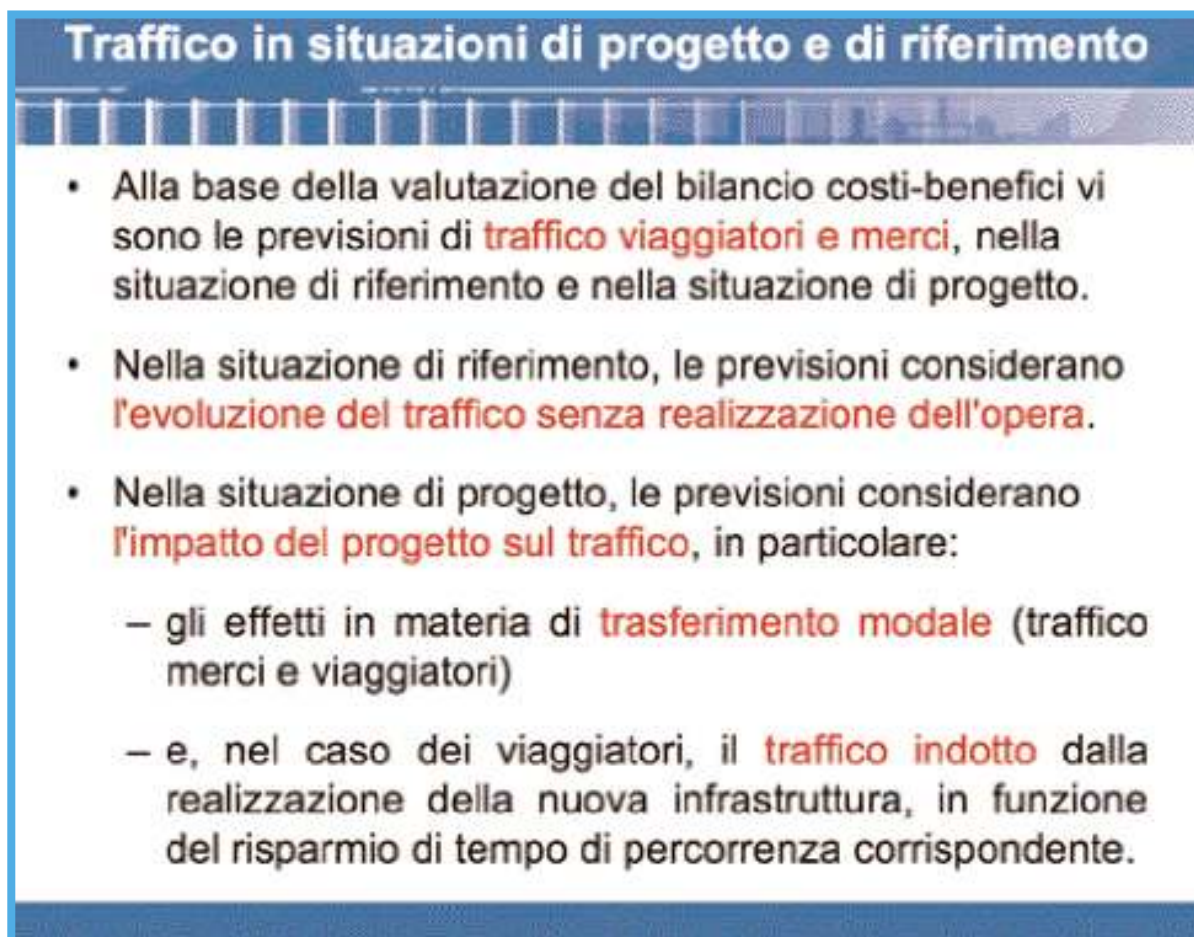 Traffico in situazioni di progetto e di riferimento
• Alla base della valutazione del bilancio costi-benefici vi
sono le previsioni di traffico viaggiatori e merci, nella
situazione di riferimento e nella situazione di progetto.
• Nella situazione di riferimento, le previsioni considerano
l'evoluzione del traffico senza realizzazione dell'opera.
• Nella situazione di progetto, le previsioni considerano
l'impatto del progetto sul traffico, in particolare:
– gli effetti in materia di trasferimento modale (traffico
merci e viaggiatori)
– e, nel caso dei viaggiatori, il traffico indotto dalla
realizzazione della nuova infrastruttura, in funzione
del risparmio di tempo di percorrenza corrispondente.